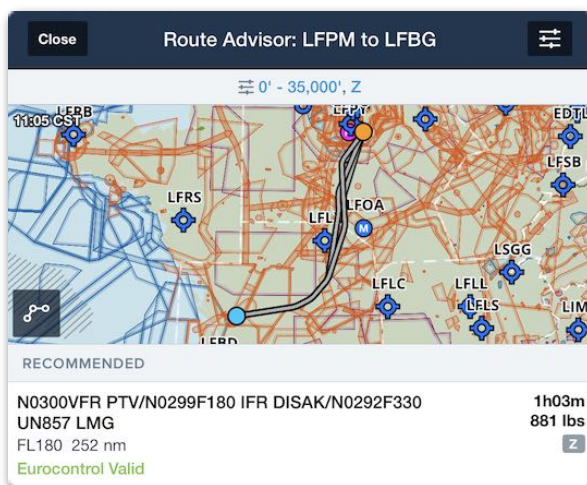 Close
Route Advisor: LFPM to LFBG
0' - 35,000', Z
11:05 CST
LFRB
EDTL
LFSB
LFRS
LFOA
M
LSGG
LFLC
LFLL
LFLS
LIM
LFBD
RECOMMENDED
N0300VFR PTV/N0299F180 IFR DISAK/N0292F330
1h03m
UN857 LMG
881 lbs
FL180 252 nm
Z
Eurocontrol Valid